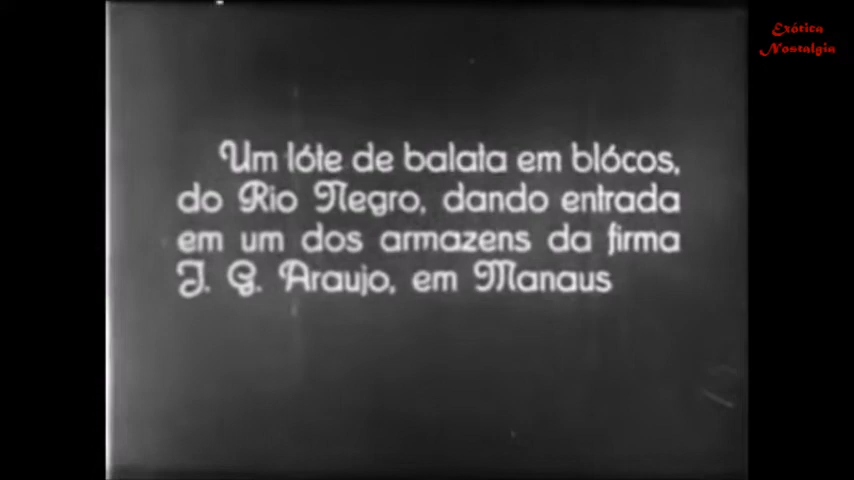 Exótica
Nostalgia
Um lóte de balata em blócos,
do Rio Negro, dando entrada
em um dos armazens da firma
J. G. Araujo, em Manaus